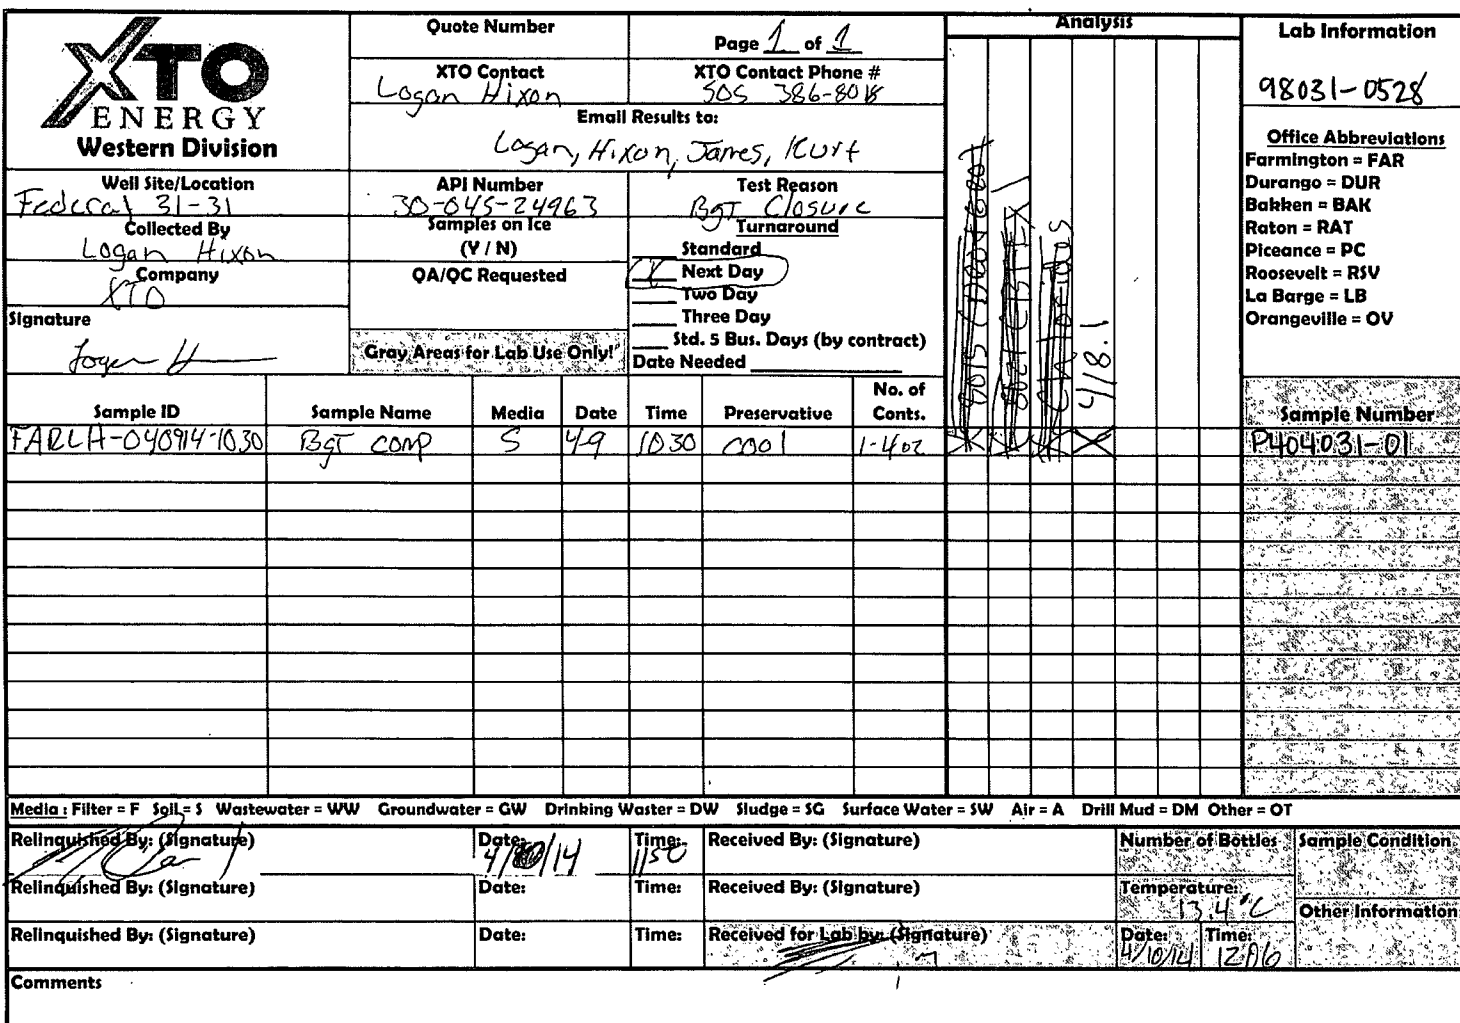 XTO
ENERGY
Western Division
Quote Number
Page 1 of 1
XTO Contact
Logan Hixon
XTO Contact Phone #
505 386-8018
Email Results to:
Logan, Hixon, James, Kurt
Well Site/Location
Federal 31-31
API Number
30-045-24963
Test Reason
BGT Closure
Collected By
Logan Hixon
Samples on Ice
(Y / N)
Turnaround
Standard
Next Day
Two Day
Three Day
Std. 5 Bus. Days (by contract)
Date Needed
Company
XTO
QA/QC Requested
Signature
Gray Areas for Lab Use Only!
Analysis
8015
8021 (BTEX)
Chlorides
418.1
Lab Information
98031-0528
Office Abbreviations
Farmington = FAR
Durango = DUR
Bakken = BAK
Raton = RAT
Piceance = PC
Roosevelt = RSV
La Barge = LB
Orangeville = OV
Sample ID Sample Name Media Date Time Preservative No. of Conts. Sample Number
FARLH-040914-1030 BGT comp S 4-9 1030 cool 1-4oz X X X X P404031-01
Media : Filter = F Soil = S Wastewater = WW Groundwater = GW Drinking Waster = DW Sludge = SG Surface Water = SW Air = A Drill Mud = DM Other = OT
Relinquished By: (Signature) Date: 4/10/14 Time: 1150 Received By: (Signature) Number of Bottles Sample Condition
Relinquished By: (Signature) Date: Time: Received By: (Signature) Temperature: 13.4°C Other Information
Relinquished By: (Signature) Date: Time: Received for Lab by: (Signature) Date: 4/10/14 Time: 1206
Comments